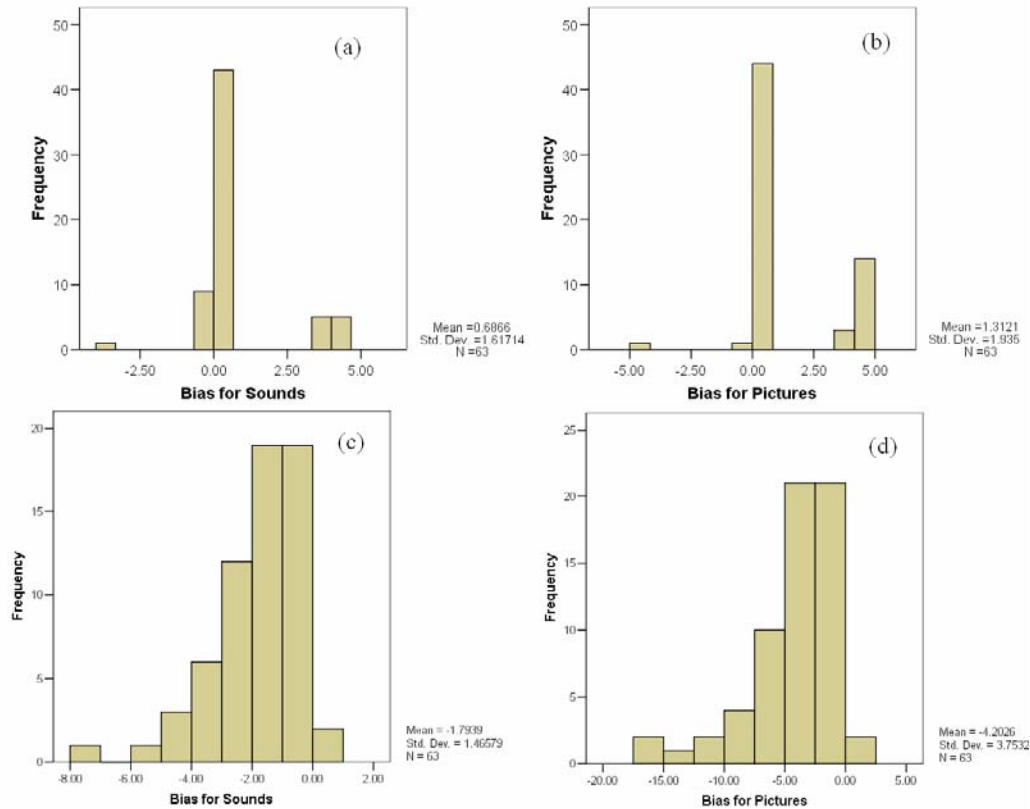 (a)
50
40
30
20
10
0
Frequency
-2.50 0.00 2.50 5.00
Bias for Sounds
Mean =0.6866
Std. Dev. =1.61714
N =63
(b)
50
40
30
20
10
0
Frequency
-5.00 -2.50 0.00 2.50 5.00
Bias for Pictures
Mean =1.3121
Std. Dev. =1.935
N =63
(c)
20
15
10
5
0
Frequency
-8.00 -6.00 -4.00 -2.00 0.00 2.00
Bias for Sounds
Mean = -1.7939
Std. Dev. = 1.46579
N = 63
(d)
25
20
15
10
5
0
Frequency
-20.00 -15.00 -10.00 -5.00 0.00 5.00
Bias for Pictures
Mean = -4.2026
Std. Dev. = 3.7532
N = 63